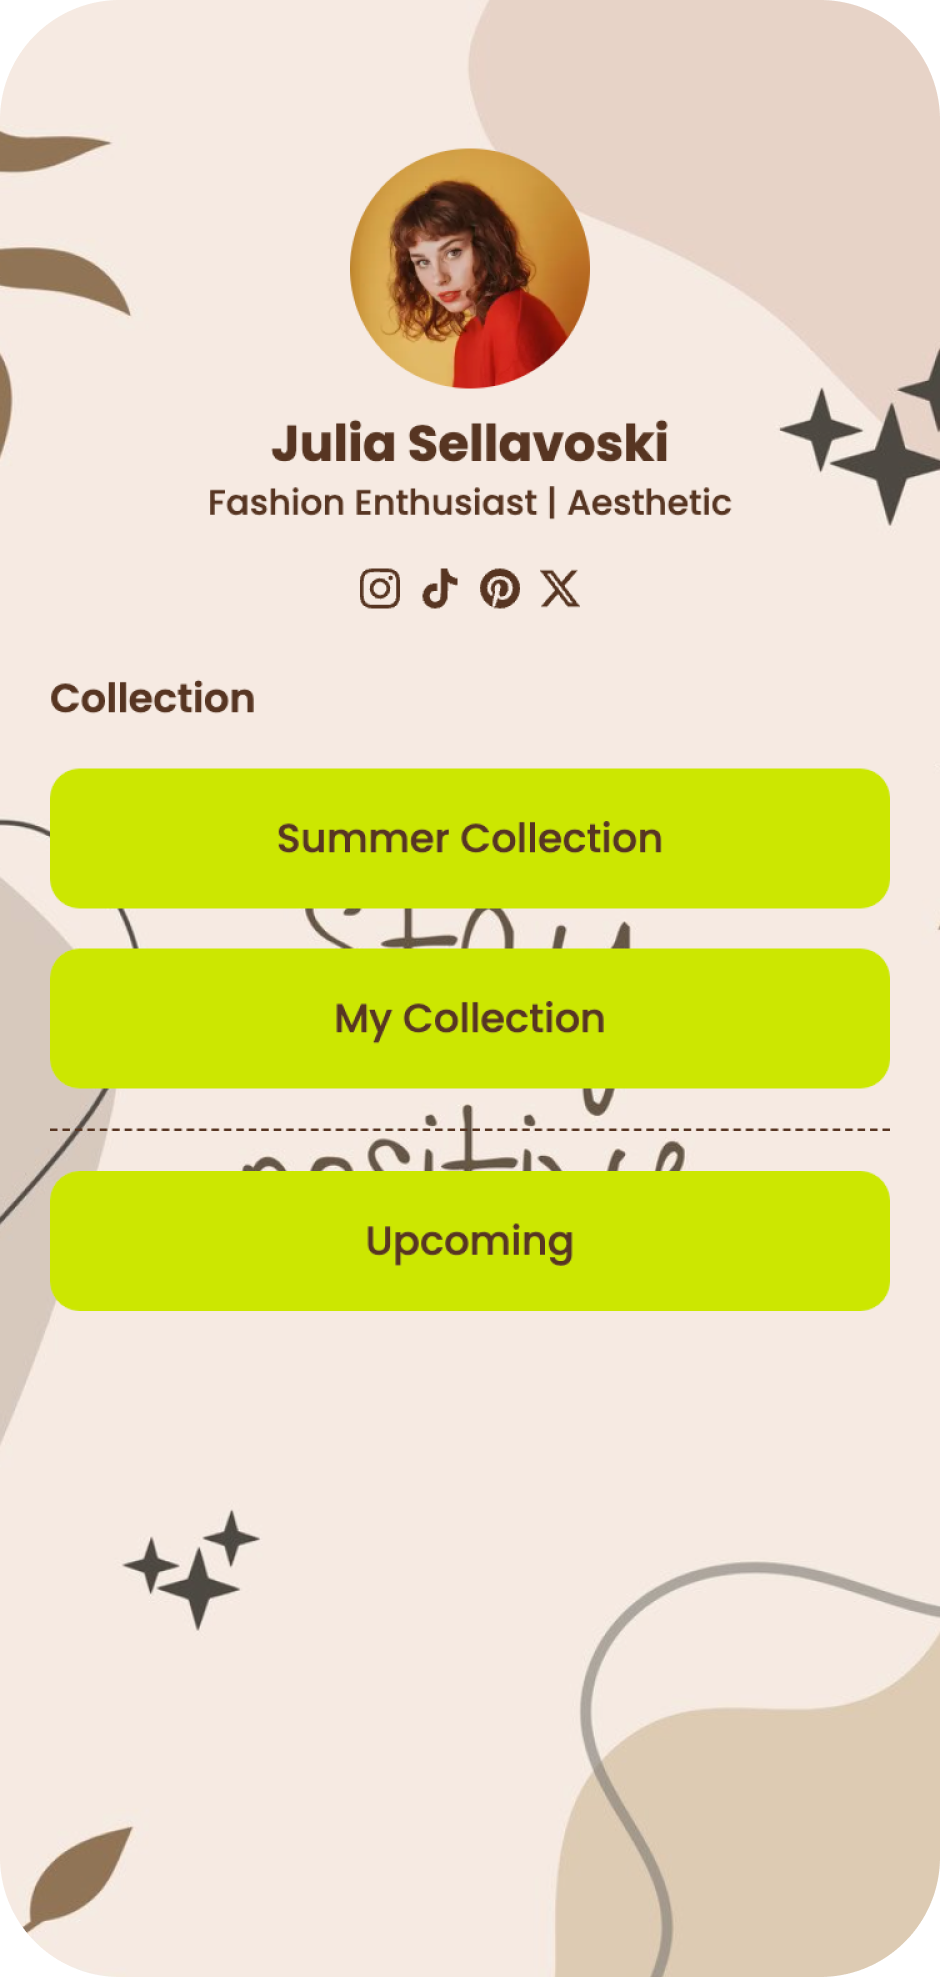 Julia Sellavoski
Fashion Enthusiast | Aesthetic
Collection
Summer Collection
My Collection
Upcoming